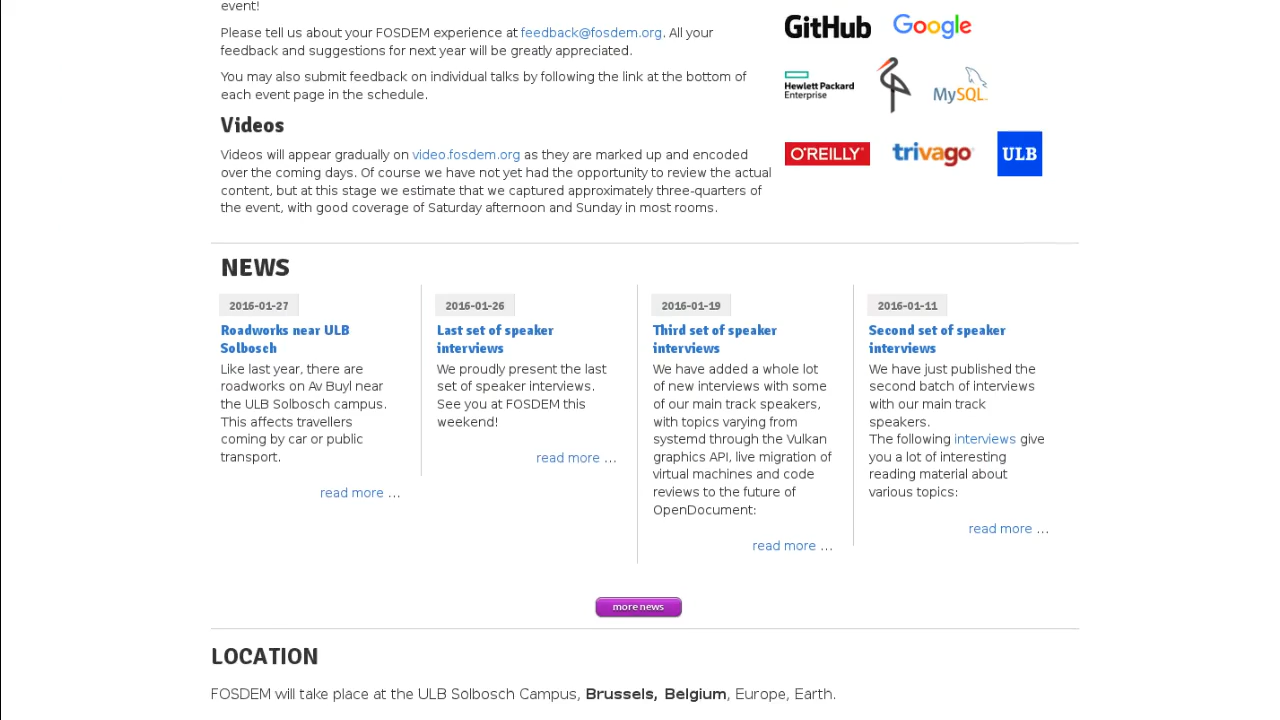 event!
Please tell us about your FOSDEM experience at feedback@fosdem.org. All your
feedback and suggestions for next year will be greatly appreciated.
You may also submit feedback on individual talks by following the link at the bottom of
each event page in the schedule.
Videos
Videos will appear gradually on video.fosdem.org as they are marked up and encoded
over the coming days. Of course we have not yet had the opportunity to review the actual
content, but at this stage we estimate that we captured approximately three-quarters of
the event, with good coverage of Saturday afternoon and Sunday in most rooms.
GitHub Google
Hewlett Packard
Enterprise
MySQL
O'REILLY trivago ULB
NEWS
2016-01-27
Roadworks near ULB
Solbosch
Like last year, there are
roadworks on Av Buyl near
the ULB Solbosch campus.
This affects travellers
coming by car or public
transport.
read more ...
2016-01-26
Last set of speaker
interviews
We proudly present the last
set of speaker interviews.
See you at FOSDEM this
weekend!
read more ...
2016-01-19
Third set of speaker
interviews
We have added a whole lot
of new interviews with some
of our main track speakers,
with topics varying from
systemd through the Vulkan
graphics API, live migration of
virtual machines and code
reviews to the future of
OpenDocument:
read more ...
2016-01-11
Second set of speaker
interviews
We have just published the
second batch of interviews
with our main track
speakers.
The following interviews give
you a lot of interesting
reading material about
various topics:
read more ...
more news
LOCATION
FOSDEM will take place at the ULB Solbosch Campus, Brussels, Belgium, Europe, Earth.